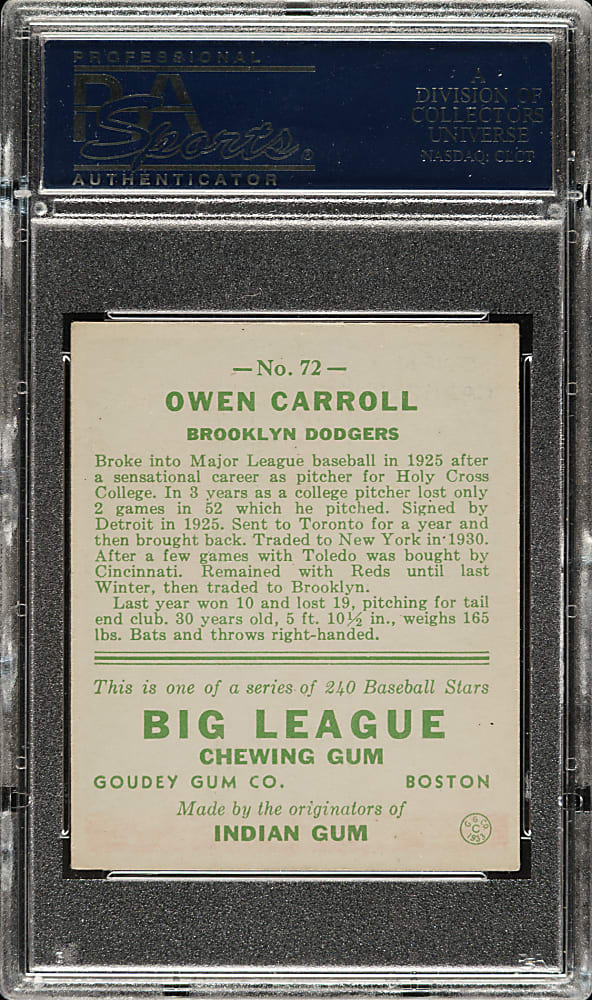 PROFESSIONAL
PSA
Sports
AUTHENTICATOR
A
DIVISION OF
COLLECTORS
UNIVERSE
NASDAQ: CLCT
— No. 72 —
OWEN CARROLL
BROOKLYN DODGERS
Broke into Major League baseball in 1925 after
a sensational career as pitcher for Holy Cross
College. In 3 years as a college pitcher lost only
2 games in 52 which he pitched. Signed by
Detroit in 1925. Sent to Toronto for a year and
then brought back. Traded to New York in 1930.
After a few games with Toledo was bought by
Cincinnati. Remained with Reds until last
Winter, then traded to Brooklyn.
Last year won 10 and lost 19, pitching for tail
end club. 30 years old, 5 ft. 10½ in., weighs 165
lbs. Bats and throws right-handed.
This is one of a series of 240 Baseball Stars
BIG LEAGUE
CHEWING GUM
GOUDEY GUM CO. BOSTON
Made by the originators of
INDIAN GUM
G. G. CO.
C
1933